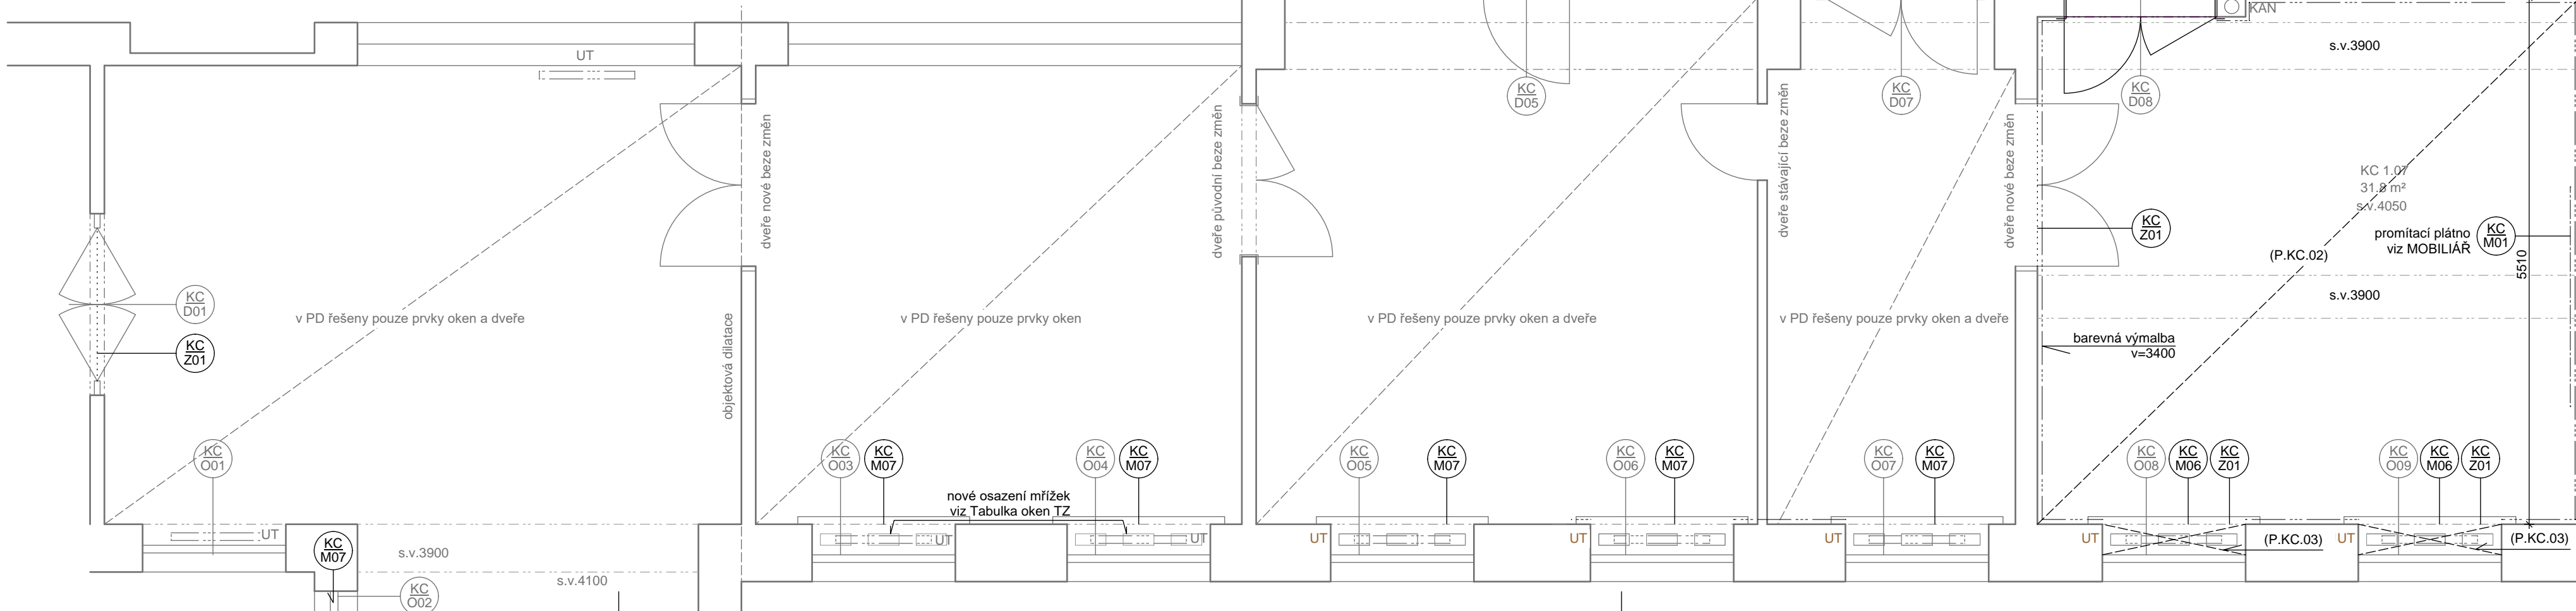 KAN
s.v.3900
UT
KC
D05
KC
D07
KC
D08
dveře nové beze změn
dveře původní beze změn
dveře stávající beze změn
dveře nové beze změn
KC 1.07
31.8 m²
s.v.4050
KC
Z01
promítací plátno
viz MOBILIÁŘ
KC
M01
(P.KC.02)
5510
KC
D01
s.v.3900
v PD řešeny pouze prvky oken a dveře
v PD řešeny pouze prvky oken
v PD řešeny pouze prvky oken a dveře
v PD řešeny pouze prvky oken a dveře
KC
Z01
objektová dilatace
barevná výmalba
v=3400
KC
O01
KC
O03
KC
M07
KC
O04
KC
M07
KC
O05
KC
M07
KC
O06
KC
M07
KC
O07
KC
M07
KC
O08
KC
M06
KC
Z01
KC
O09
KC
M06
KC
Z01
nové osazení mřížek
viz Tabulka oken TZ
UT
UT
UT
UT
UT
UT
UT
UT
(P.KC.03)
(P.KC.03)
KC
M07
s.v.3900
s.v.4100
KC
O02